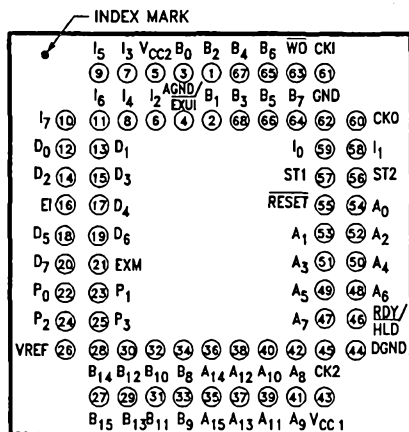 INDEX MARK
I5 I3 VCC2 B0 B2 B4 B6 W̅O̅ CKI
9 7 5 3 1 67 65 63 61
I6 I4 I2 AGND/E̅X̅U̅I̅ B1 B3 B5 B7 GND
I7 10 11 8 6 4 2 68 66 64 62 60 CKO
D0 12 13 D1 I0 59 58 I1
D2 14 15 D3 ST1 57 56 ST2
EI 16 17 D4 R̅E̅S̅E̅T̅ 55 54 A0
D5 18 19 D6 A1 53 52 A2
D7 20 21 EXM A3 51 50 A4
P0 22 23 P1 A5 49 48 A6
P2 24 25 P3 A7 47 46 R̅D̅Y̅/H̅L̅D̅
VREF 26 28 30 32 34 36 38 40 42 45 44 DGND
B14 B12 B10 B8 A14 A12 A10 A8 CK2
27 29 31 33 35 37 39 41 43
B15 B13 B11 B9 A15 A13 A11 A9 VCC1